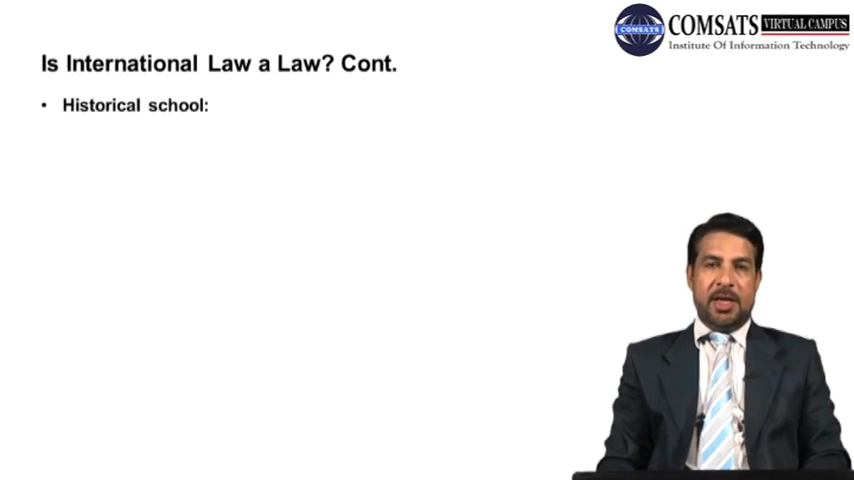 COMSATS VIRTUAL CAMPUS
Institute Of Information Technology
COMSATS
Is International Law a Law? Cont.
• Historical school: